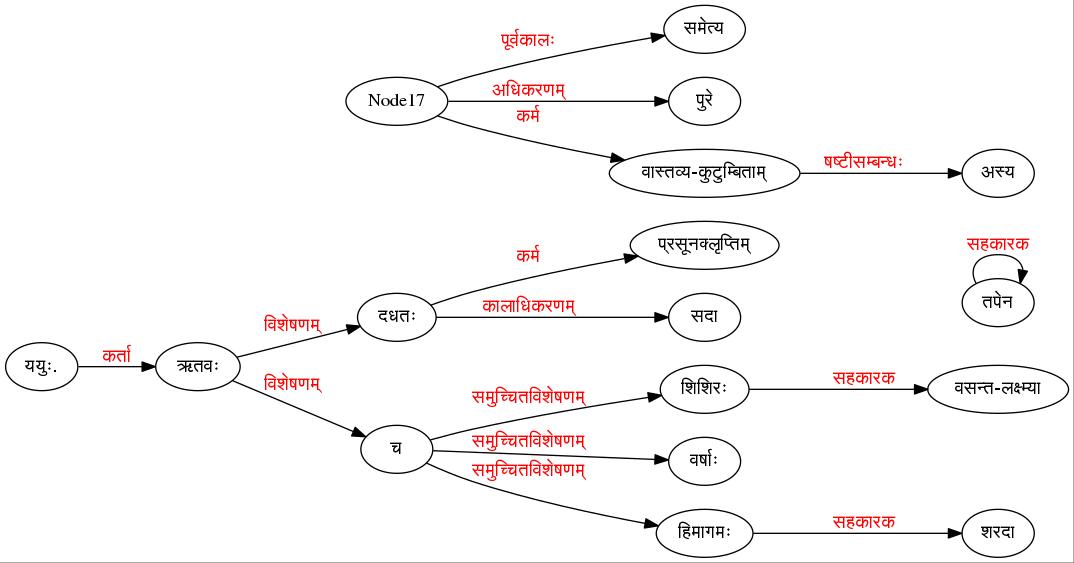 समेत्य
पूर्वकालः
Node17
अधिकरणम्
पुरे
कर्म
वास्तव्य-कुटुम्बिताम्
षष्टीसम्बन्धः
अस्य
प्रसूनक्लृप्तिम्
सहकारक
कर्म
तपेन
दधतः
कालाधिकरणम्
सदा
विशेषणम्
ययुः.
कर्ता
ऋतवः
विशेषणम्
शिशिरः
सहकारक
वसन्त-लक्ष्म्या
समुच्चितविशेषणम्
च
समुच्चितविशेषणम्
वर्षाः
समुच्चितविशेषणम्
हिमागमः
सहकारक
शरदा